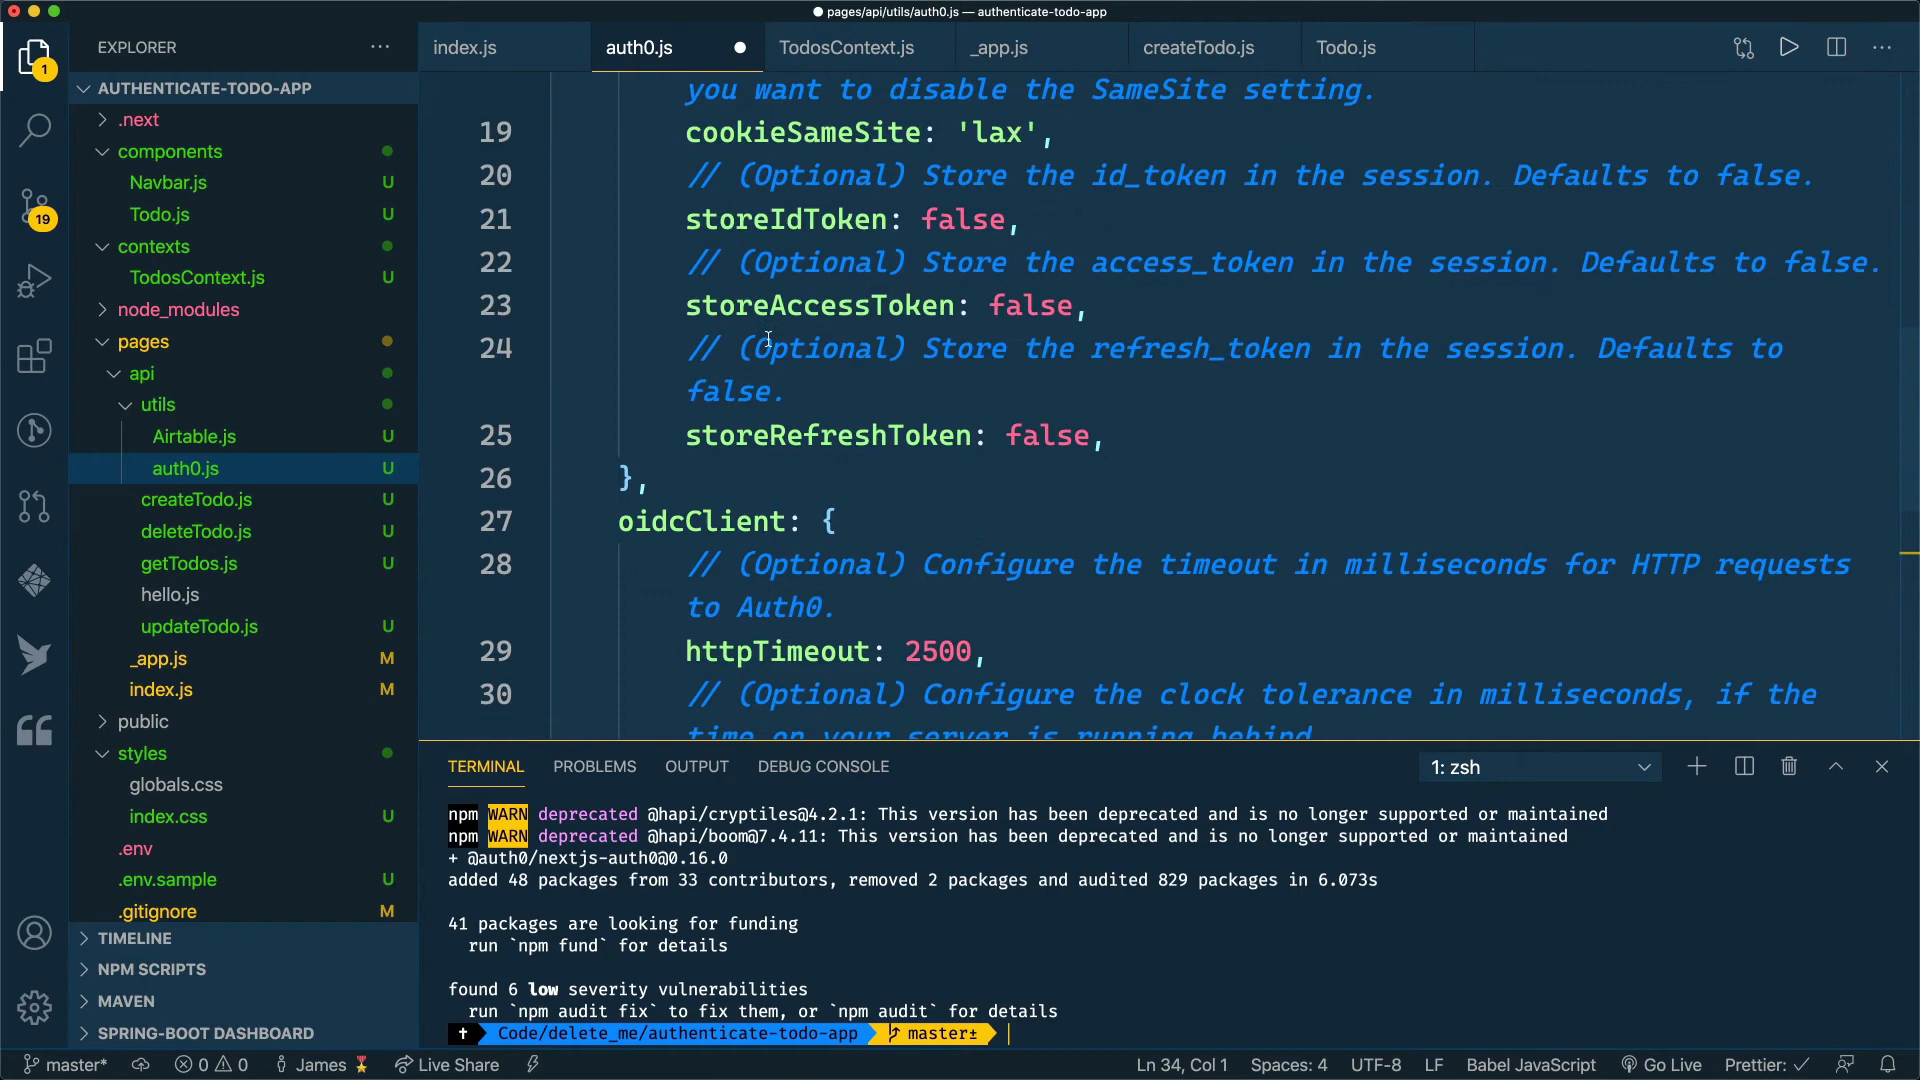 pages/api/utils/auth0.js — authenticate-todo-app
EXPLORER
index.js
auth0.js
TodosContext.js
_app.js
createTodo.js
Todo.js
1
19
AUTHENTICATE-TODO-APP
.next
components
Navbar.js U
Todo.js U
contexts
TodosContext.js U
node_modules
pages
api
utils
Airtable.js U
auth0.js U
createTodo.js U
deleteTodo.js U
getTodos.js U
hello.js
updateTodo.js U
_app.js M
index.js M
public
styles
globals.css
index.css U
.env
.env.sample U
.gitignore M
TIMELINE
NPM SCRIPTS
MAVEN
SPRING-BOOT DASHBOARD
you want to disable the SameSite setting.
19 cookieSameSite: 'lax',
20 // (Optional) Store the id_token in the session. Defaults to false.
21 storeIdToken: false,
22 // (Optional) Store the access_token in the session. Defaults to false.
23 storeAccessToken: false,
24 // (Optional) Store the refresh_token in the session. Defaults to
false.
25 storeRefreshToken: false,
26 },
27 oidcClient: {
28 // (Optional) Configure the timeout in milliseconds for HTTP requests
to Auth0.
29 httpTimeout: 2500,
30 // (Optional) Configure the clock tolerance in milliseconds, if the
time on your server is running behind.
TERMINAL PROBLEMS OUTPUT DEBUG CONSOLE
1: zsh
npm WARN deprecated @hapi/cryptiles@4.2.1: This version has been deprecated and is no longer supported or maintained
npm WARN deprecated @hapi/boom@7.4.11: This version has been deprecated and is no longer supported or maintained
+ @auth0/nextjs-auth0@0.16.0
added 48 packages from 33 contributors, removed 2 packages and audited 829 packages in 6.073s
41 packages are looking for funding
run `npm fund` for details
found 6 low severity vulnerabilities
run `npm audit fix` to fix them, or `npm audit` for details
Code/delete_me/authenticate-todo-app master±
master* 0 0 James Live Share
Ln 34, Col 1 Spaces: 4 UTF-8 LF Babel JavaScript Go Live Prettier: ✓